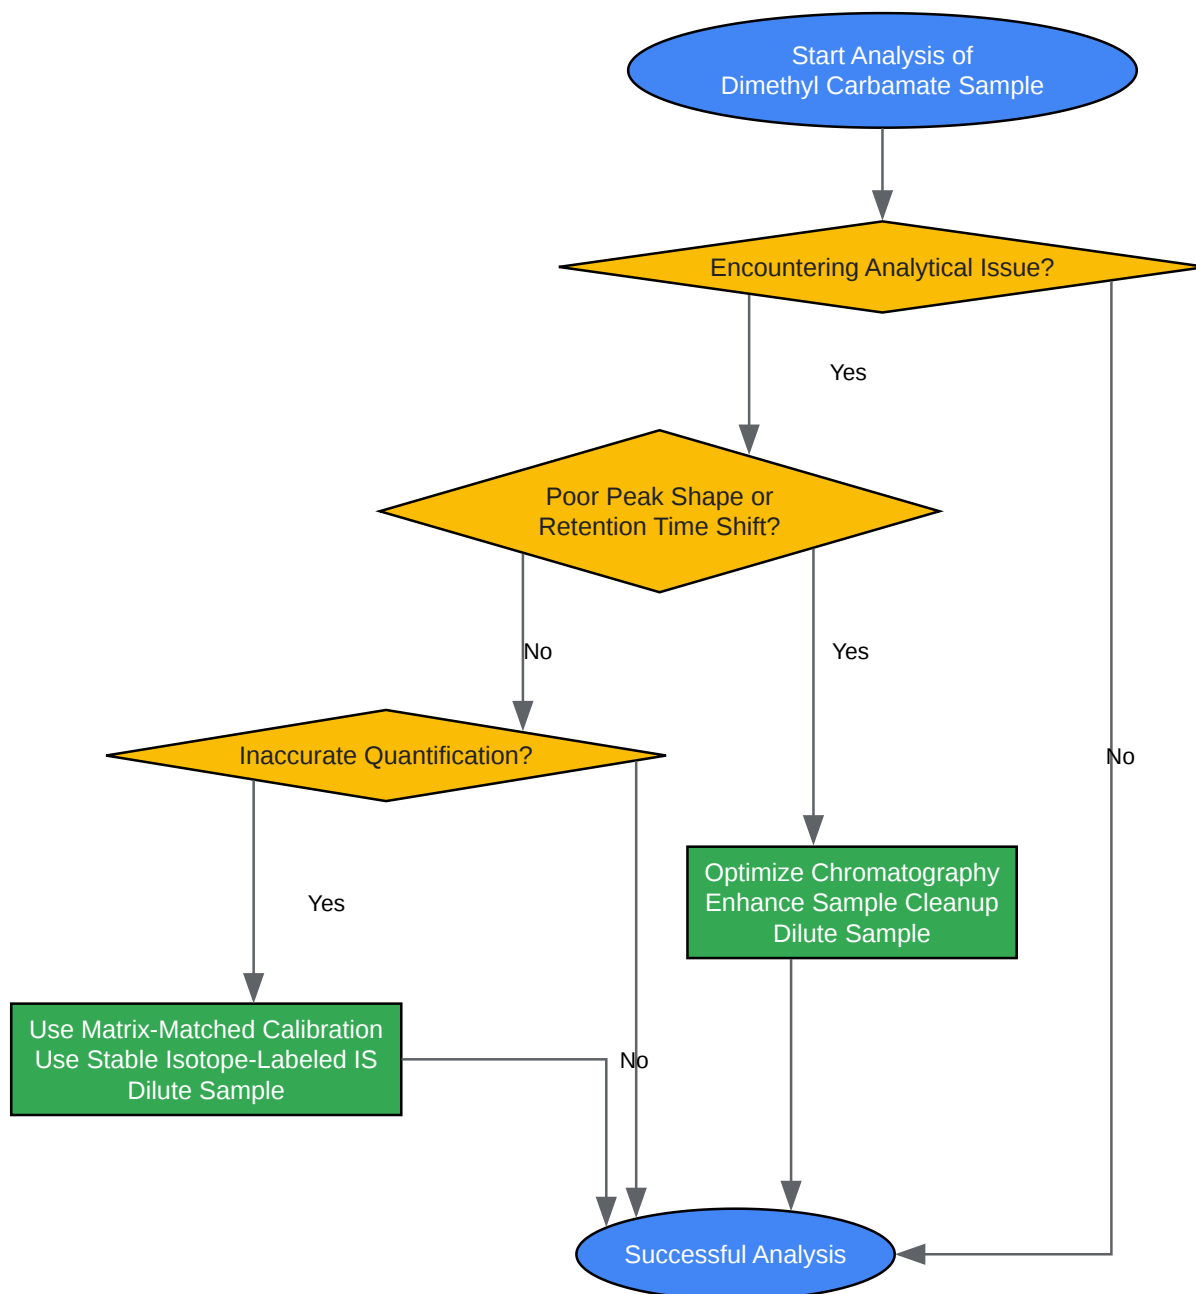 Start Analysis of
Dimethyl Carbamate Sample
Encountering Analytical Issue?
Yes
Poor Peak Shape or
Retention Time Shift?
No
Yes
Inaccurate Quantification?
No
Optimize Chromatography
Enhance Sample Cleanup
Dilute Sample
Yes
Use Matrix-Matched Calibration
Use Stable Isotope-Labeled IS
Dilute Sample
No
Successful Analysis